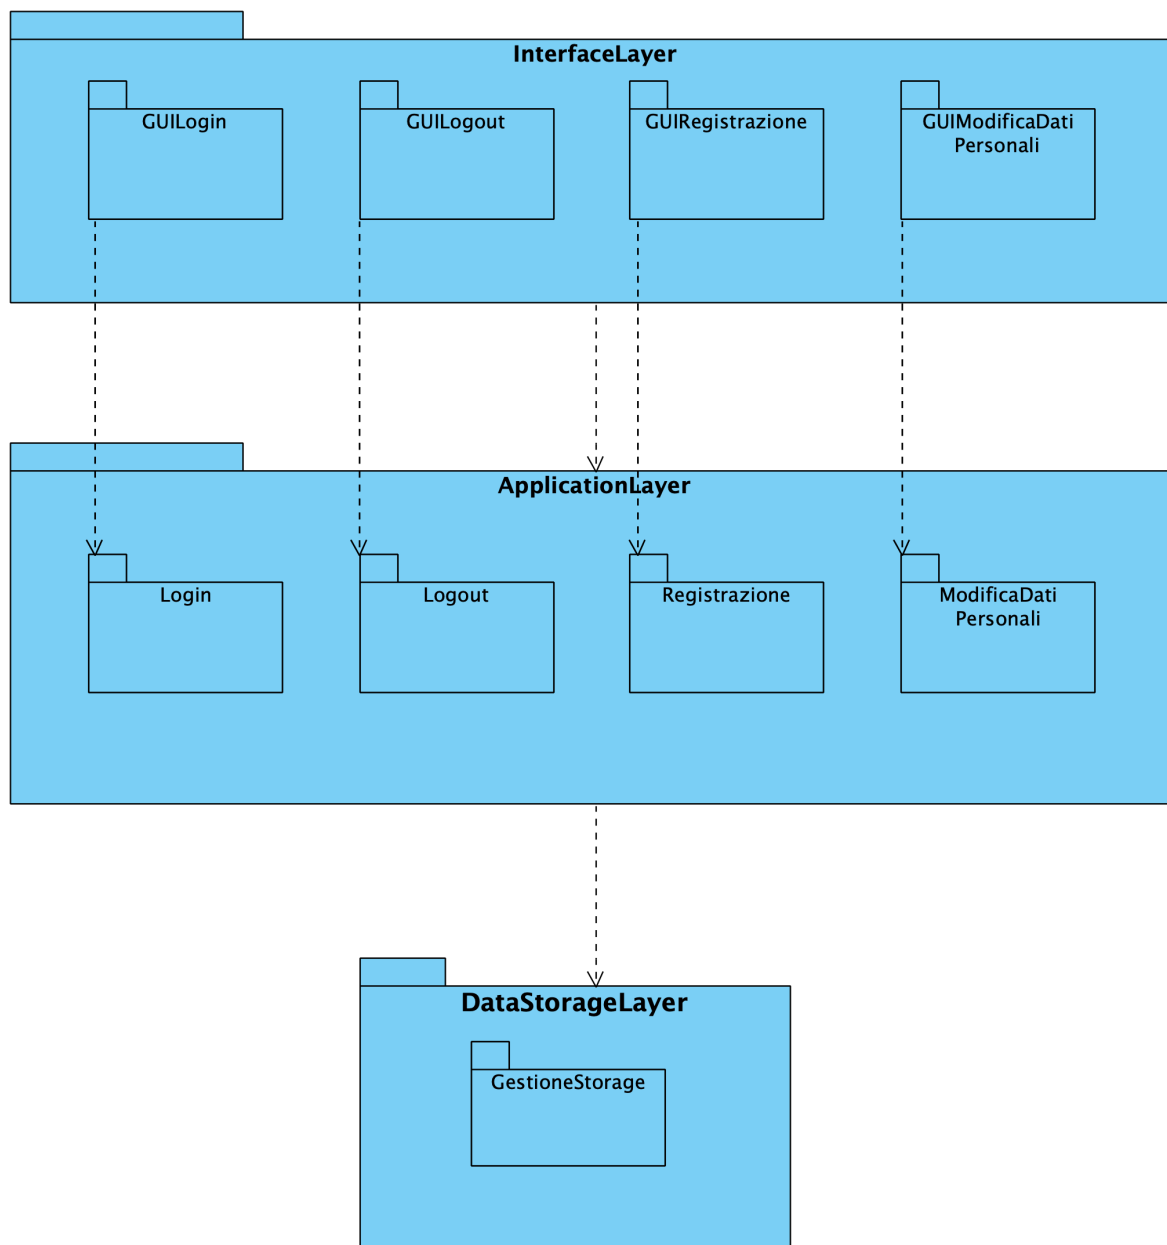 InterfaceLayer
GUILogin
GUILogout
GUIRegistrazione
GUIModificaDati
Personali
ApplicationLayer
Login
Logout
Registrazione
ModificaDati
Personali
DataStorageLayer
GestioneStorage